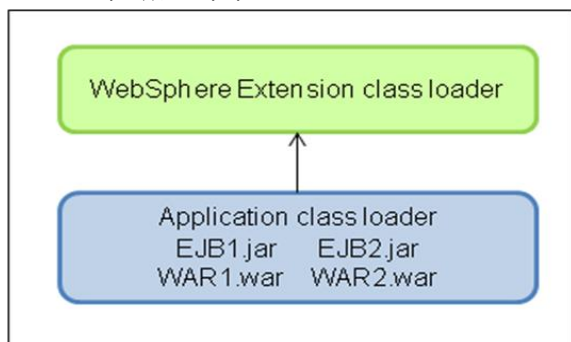 WebSphere Extension class loader
Application class loader
EJB1.jar EJB2.jar
WAR1.war WAR2.war